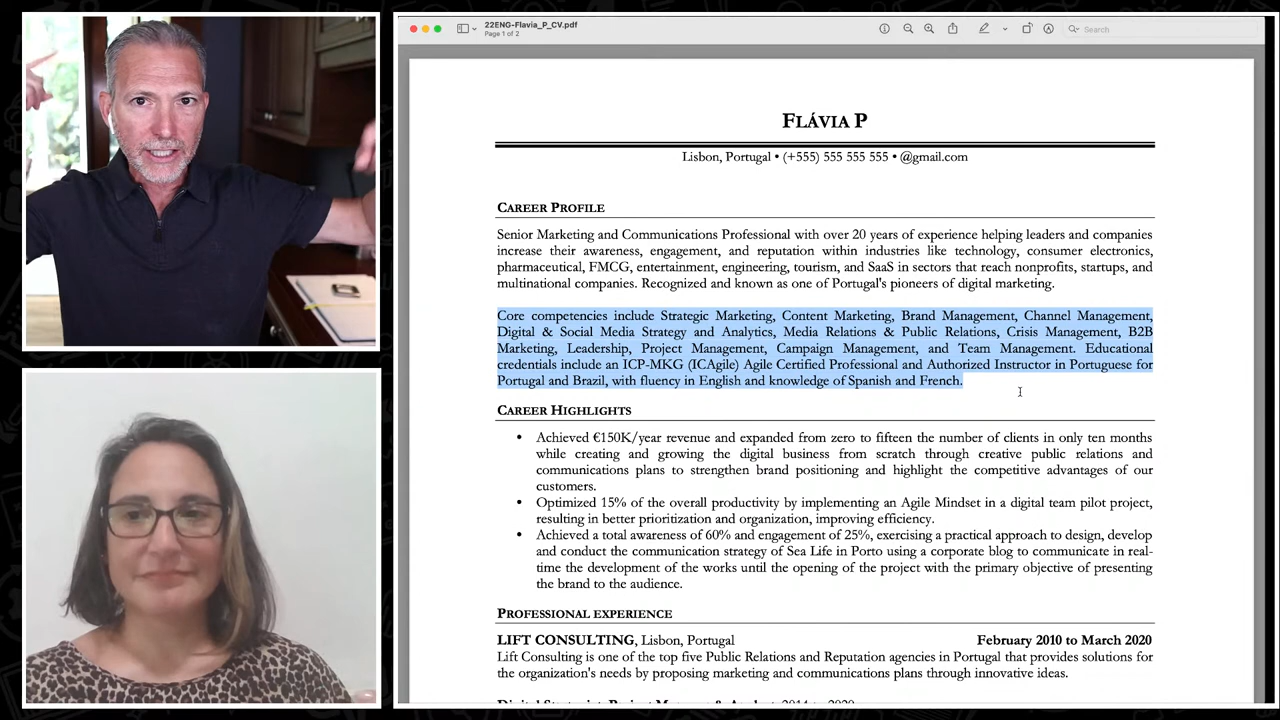 22ENG-Flavia_P_CV.pdf
Page 1 of 2
Search
FLÁVIA P
Lisbon, Portugal • (+555) 555 555 555 • @gmail.com
CAREER PROFILE
Senior Marketing and Communications Professional with over 20 years of experience helping leaders and companies
increase their awareness, engagement, and reputation within industries like technology, consumer electronics,
pharmaceutical, FMCG, entertainment, engineering, tourism, and SaaS in sectors that reach nonprofits, startups, and
multinational companies. Recognized and known as one of Portugal's pioneers of digital marketing.
Core competencies include Strategic Marketing, Content Marketing, Brand Management, Channel Management,
Digital & Social Media Strategy and Analytics, Media Relations & Public Relations, Crisis Management, B2B
Marketing, Leadership, Project Management, Campaign Management, and Team Management. Educational
credentials include an ICP-MKG (ICAgile) Agile Certified Professional and Authorized Instructor in Portuguese for
Portugal and Brazil, with fluency in English and knowledge of Spanish and French.
CAREER HIGHLIGHTS
• Achieved €150K/year revenue and expanded from zero to fifteen the number of clients in only ten months
while creating and growing the digital business from scratch through creative public relations and
communications plans to strengthen brand positioning and highlight the competitive advantages of our
customers.
• Optimized 15% of the overall productivity by implementing an Agile Mindset in a digital team pilot project,
resulting in better prioritization and organization, improving efficiency.
• Achieved a total awareness of 60% and engagement of 25%, exercising a practical approach to design, develop
and conduct the communication strategy of Sea Life in Porto using a corporate blog to communicate in real-
time the development of the works until the opening of the project with the primary objective of presenting
the brand to the audience.
PROFESSIONAL EXPERIENCE
LIFT CONSULTING, Lisbon, Portugal February 2010 to March 2020
Lift Consulting is one of the top five Public Relations and Reputation agencies in Portugal that provides solutions for
the organization's needs by proposing marketing and communications plans through innovative ideas.